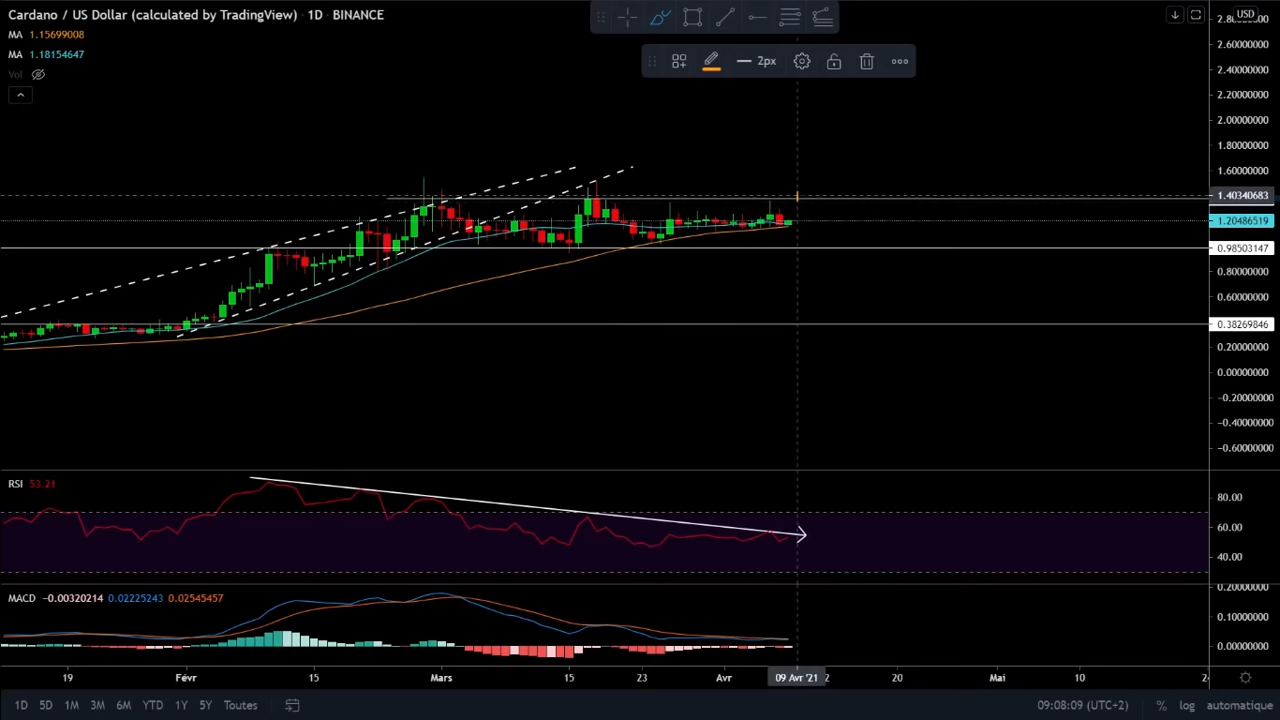 Cardano / US Dollar (calculated by TradingView) · 1D · BINANCE
USD
MA 1.15699008
MA 1.18154647
Vol
2px
2.60000000
2.40000000
2.20000000
2.00000000
1.80000000
1.60000000
1.40340683
1.20486519
0.98503147
0.80000000
0.60000000
0.38269846
0.20000000
0.00000000
−0.20000000
−0.40000000
−0.60000000
RSI 53.21
80.00
60.00
40.00
MACD −0.00320214 0.02225243 0.02545457
0.20000000
0.10000000
0.00000000
19 Févr 15 Mars 15 23 Avr 09 Avr '21 20 Mai 10
1D 5D 1M 3M 6M YTD 1Y 5Y Toutes 09:08:09 (UTC+2) % log automatique